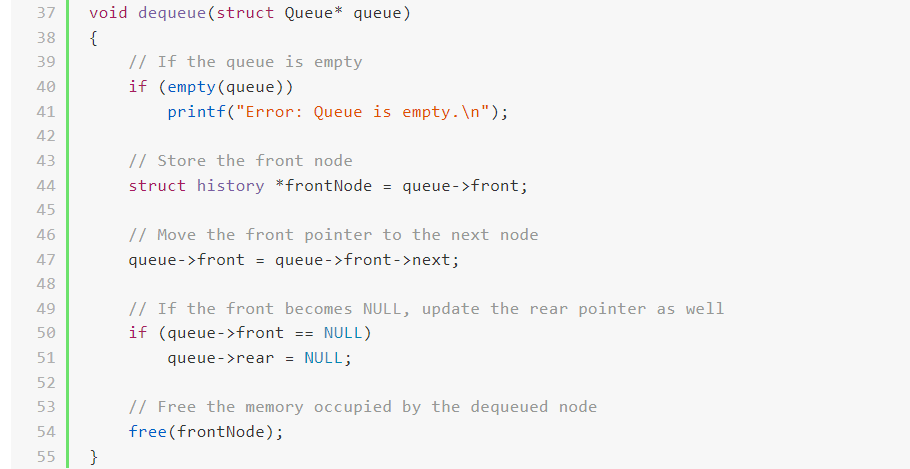 37 void dequeue(struct Queue* queue)
38 {
39     // If the queue is empty
40     if (empty(queue))
41         printf("Error: Queue is empty.\n");
42
43     // Store the front node
44     struct history *frontNode = queue->front;
45
46     // Move the front pointer to the next node
47     queue->front = queue->front->next;
48
49     // If the front becomes NULL, update the rear pointer as well
50     if (queue->front == NULL)
51         queue->rear = NULL;
52
53     // Free the memory occupied by the dequeued node
54     free(frontNode);
55 }